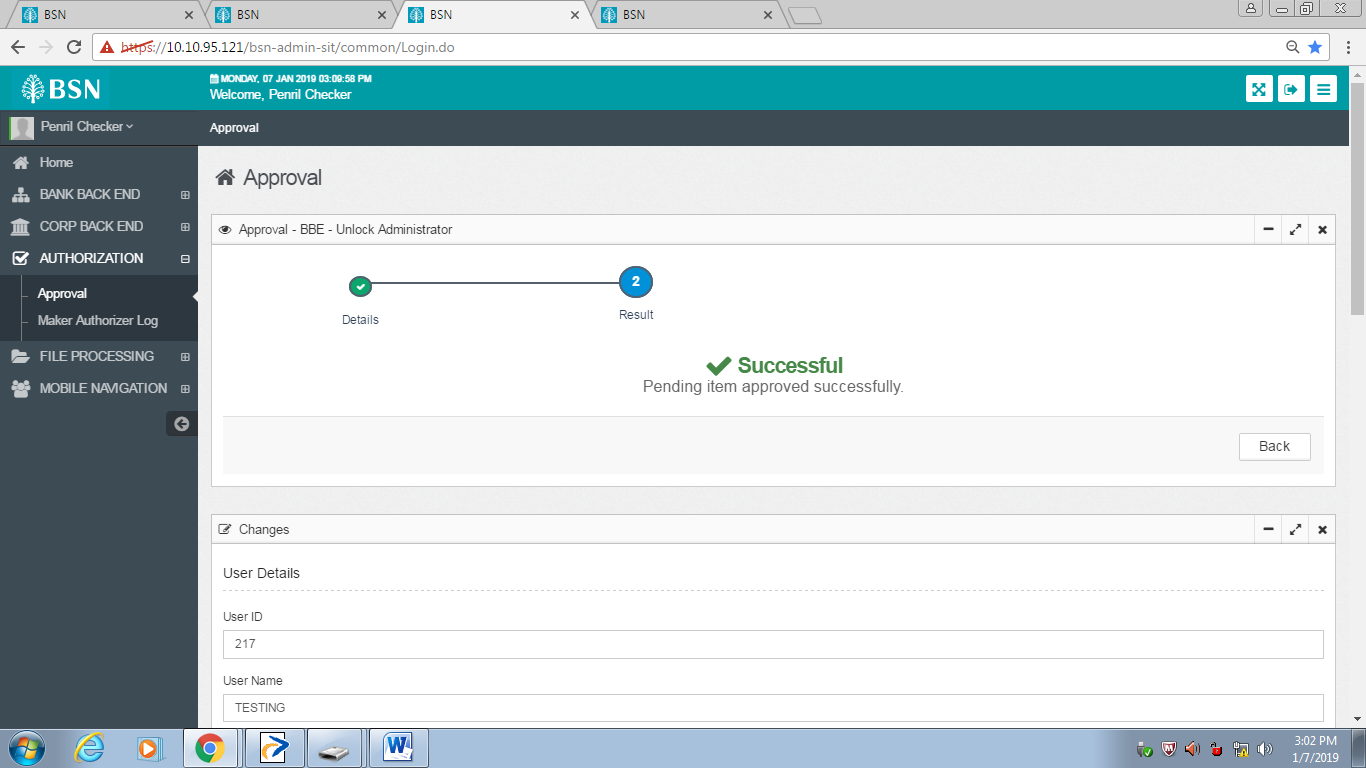 BSN
BSN
BSN
BSN
https://10.10.95.121/bsn-admin-sit/common/Login.do
BSN
MONDAY, 07 JAN 2019 03:09:58 PM
Welcome, Penril Checker
Penril Checker
Approval
Home
BANK BACK END
CORP BACK END
AUTHORIZATION
Approval
Maker Authorizer Log
FILE PROCESSING
MOBILE NAVIGATION
Approval
Approval - BBE - Unlock Administrator
2
Details
Result
Successful
Pending item approved successfully.
Back
Changes
User Details
User ID
217
User Name
TESTING
3:02 PM
1/7/2019